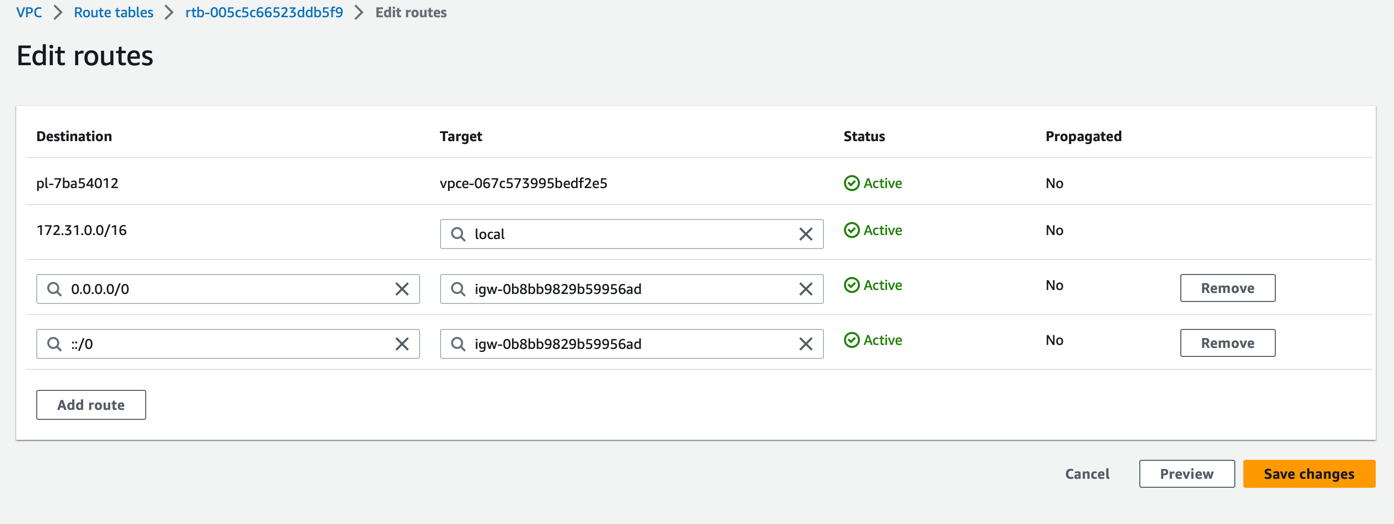 VPC > Route tables > rtb-005c5c66523ddb5f9 > Edit routes
Edit routes
Destination Target Status Propagated
pl-7ba54012 vpce-067c573995bedf2e5 Active No
172.31.0.0/16 local Active No
0.0.0.0/0 igw-0b8bb9829b59956ad Active No Remove
::/0 igw-0b8bb9829b59956ad Active No Remove
Add route
Cancel Preview Save changes